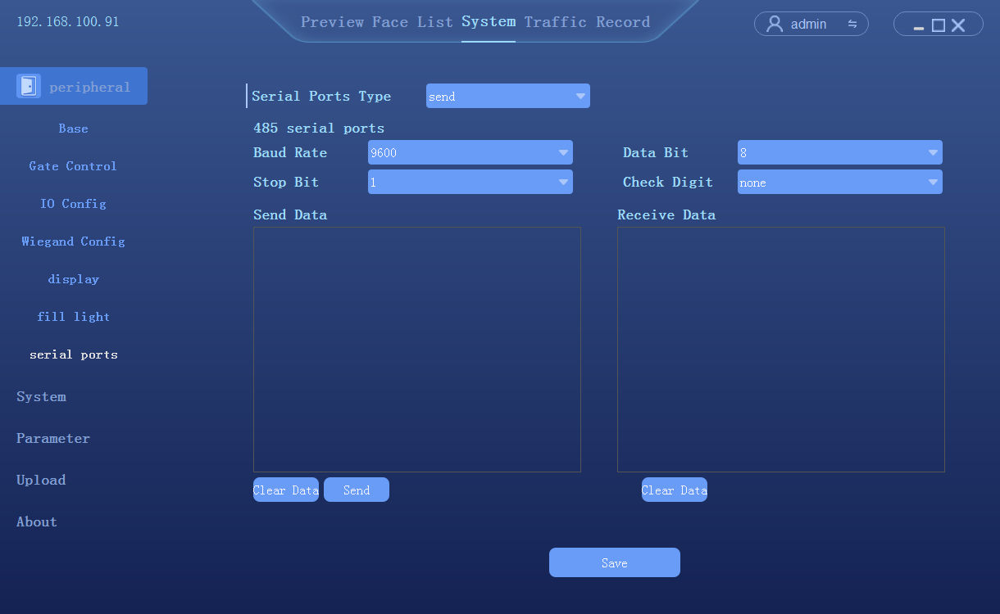 192.168.100.91
Preview Face List System Traffic Record
admin
peripheral
Base
Gate Control
IO Config
Wiegand Config
display
fill light
serial ports
System
Parameter
Upload
About
Serial Ports Type send
485 serial ports
Baud Rate 9600 Data Bit 8
Stop Bit 1 Check Digit none
Send Data Receive Data
Clear Data Send Clear Data
Save